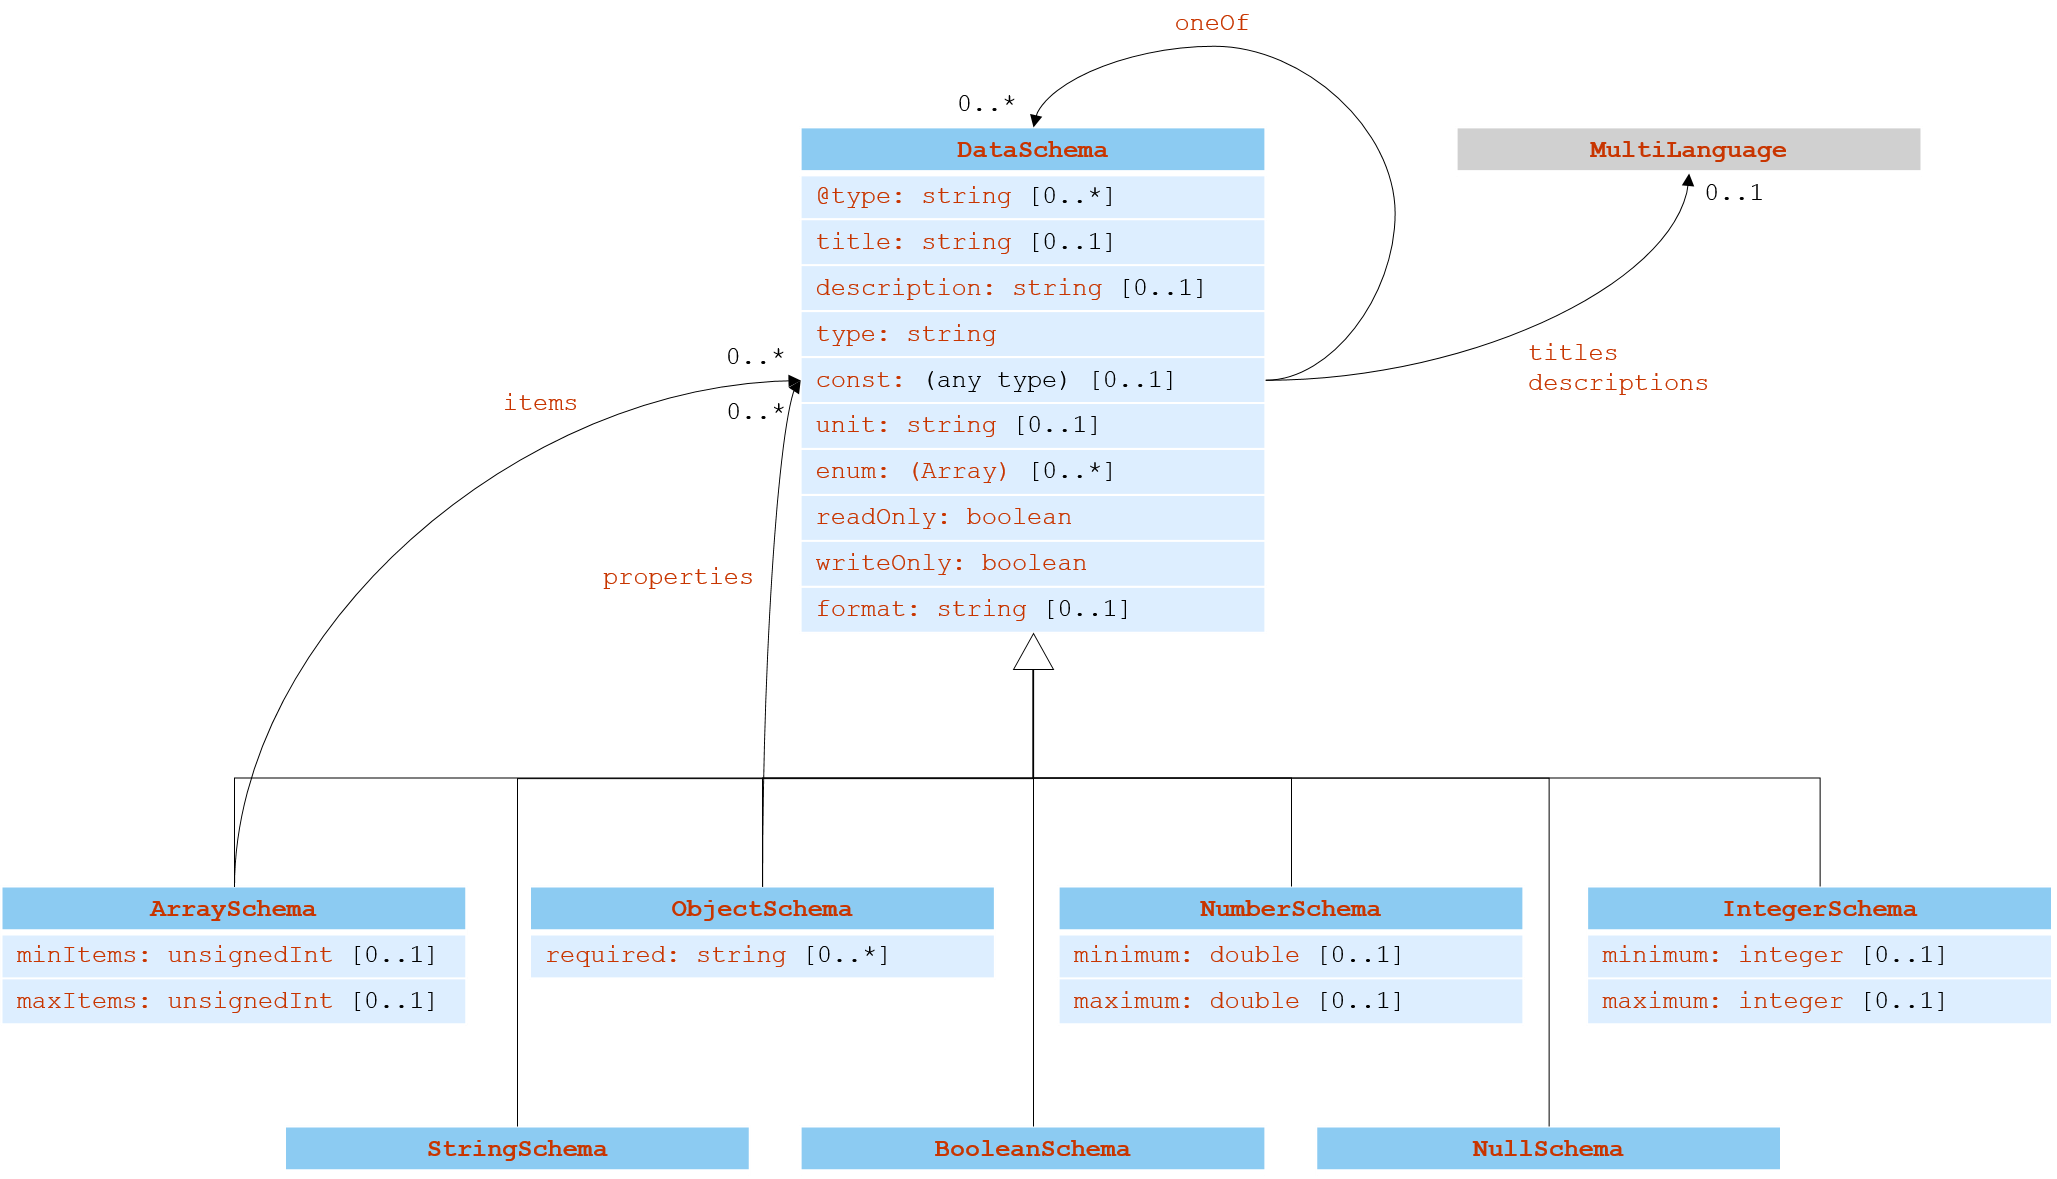 oneOf
0..*
DataSchema
MultiLanguage
@type: string [0..*]
0..1
title: string [0..1]
description: string [0..1]
type: string
titles
descriptions
0..*
const: (any type) [0..1]
items
0..*
unit: string [0..1]
enum: (Array) [0..*]
readOnly: boolean
writeOnly: boolean
properties
format: string [0..1]
ArraySchema
minItems: unsignedInt [0..1]
maxItems: unsignedInt [0..1]
ObjectSchema
required: string [0..*]
NumberSchema
minimum: double [0..1]
maximum: double [0..1]
IntegerSchema
minimum: integer [0..1]
maximum: integer [0..1]
StringSchema
BooleanSchema
NullSchema